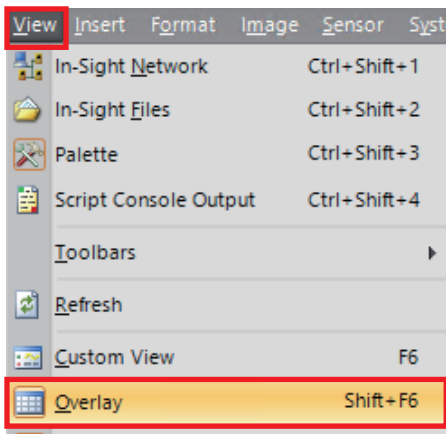 View Insert Format Image Sensor Syst
In-Sight Network Ctrl+Shift+1
In-Sight Files Ctrl+Shift+2
Palette Ctrl+Shift+3
Script Console Output Ctrl+Shift+4
Toolbars
Refresh
Custom View F6
Overlay Shift+F6